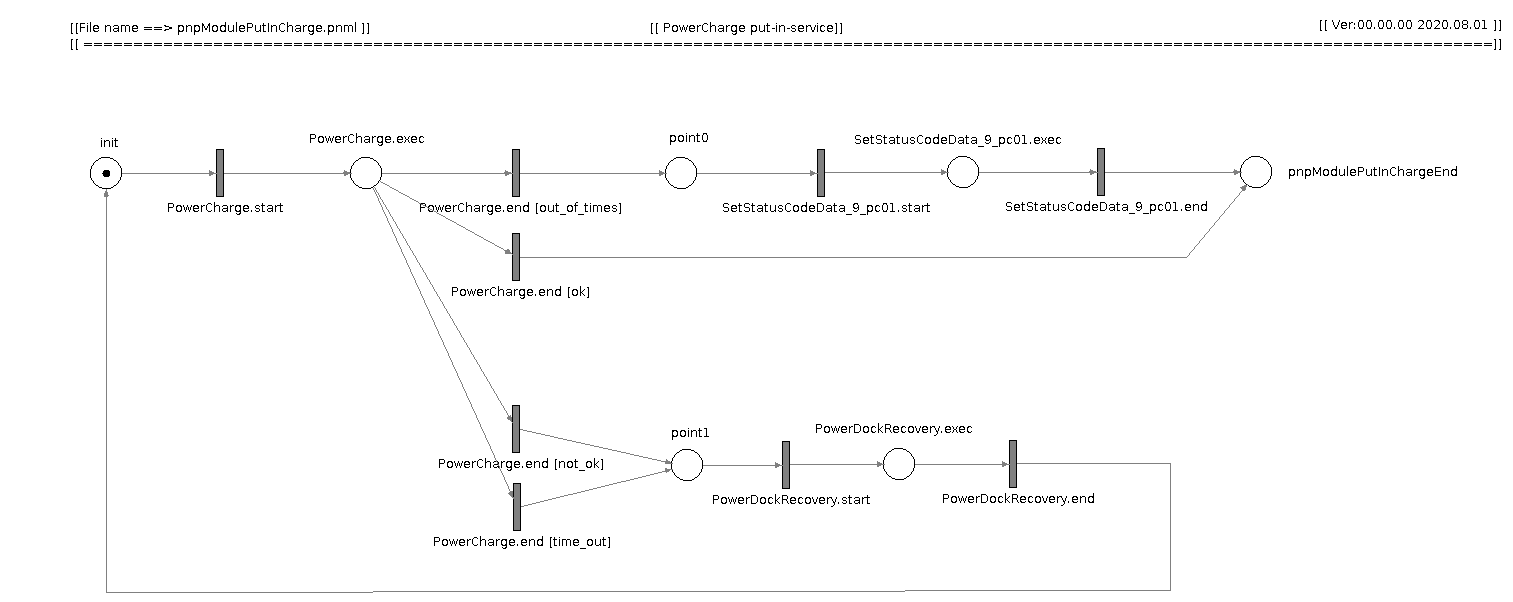 [[File name ==> pnpModulePutInCharge.pnml ]] [[ PowerCharge put-in-service]] [[ Ver:00.00.00 2020.08.01 ]]
[[ =============================================================================================================================================]]
init
PowerCharge.exec
point0
SetStatusCodeData_9_pc01.exec
pnpModulePutInChargeEnd
PowerCharge.start
PowerCharge.end [out_of_times]
SetStatusCodeData_9_pc01.start
SetStatusCodeData_9_pc01.end
PowerCharge.end [ok]
point1
PowerDockRecovery.exec
PowerCharge.end [not_ok]
PowerDockRecovery.start
PowerDockRecovery.end
PowerCharge.end [time_out]